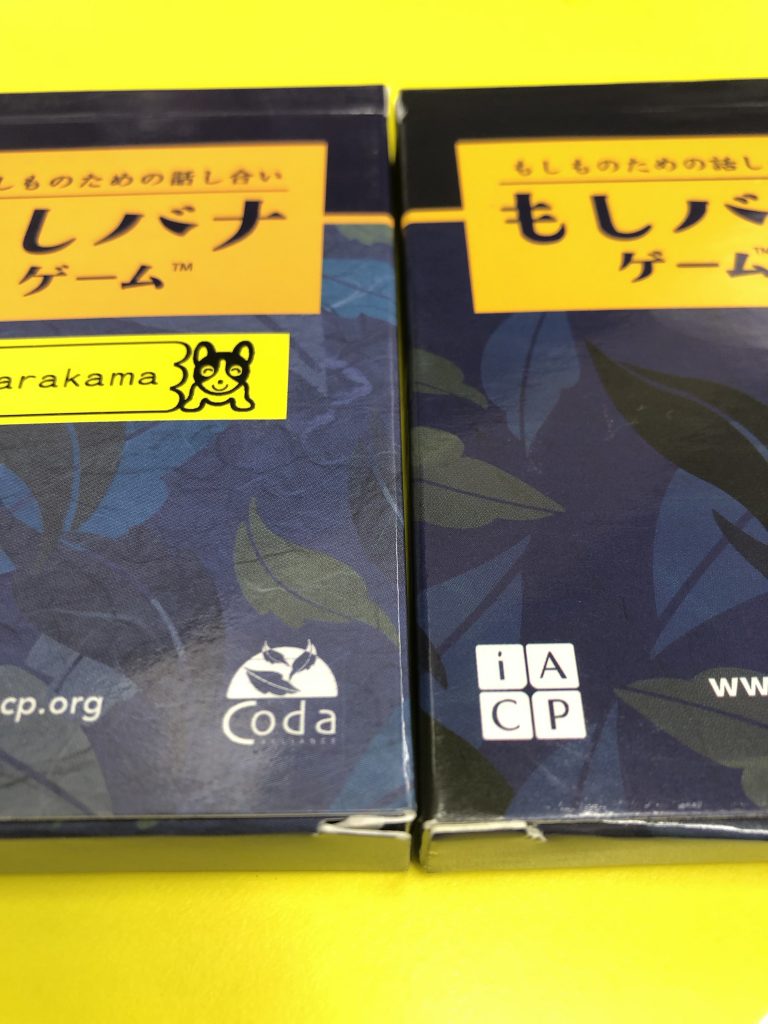 しものための話し合い
しバナ
ゲーム™
arakama
cp.org
Coda
ALLIANCE
もしものための話し
もしバ
ゲーム™
iA
CP
ww